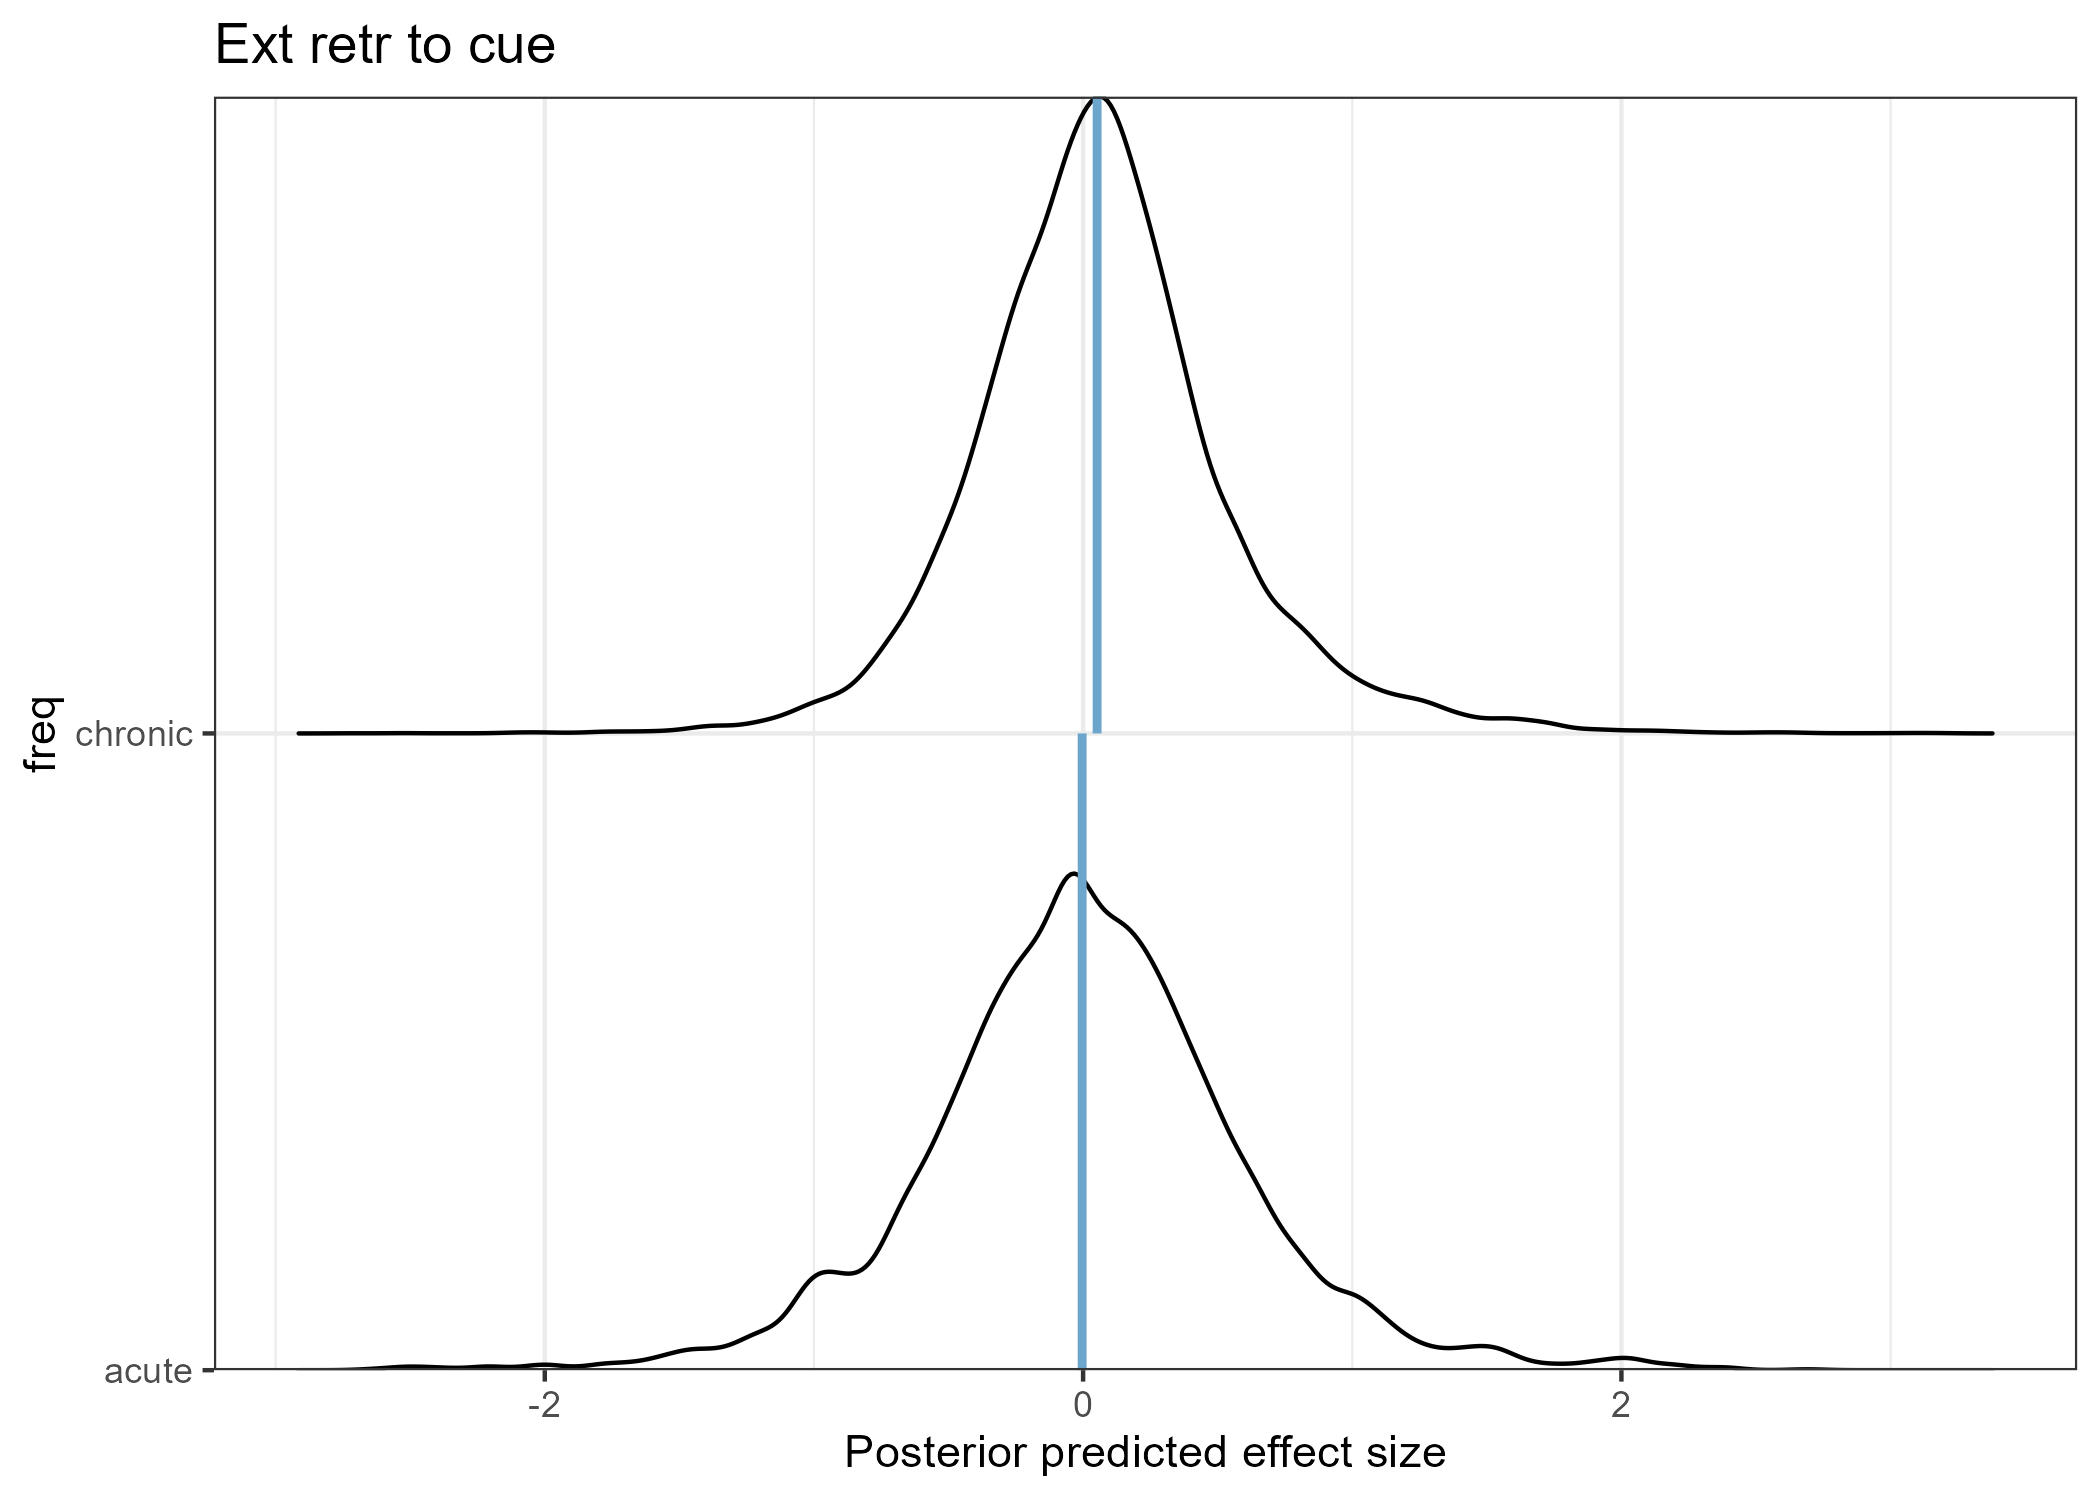 Ext retr to cue
freq
chronic
acute
-2 0 2
Posterior predicted effect size